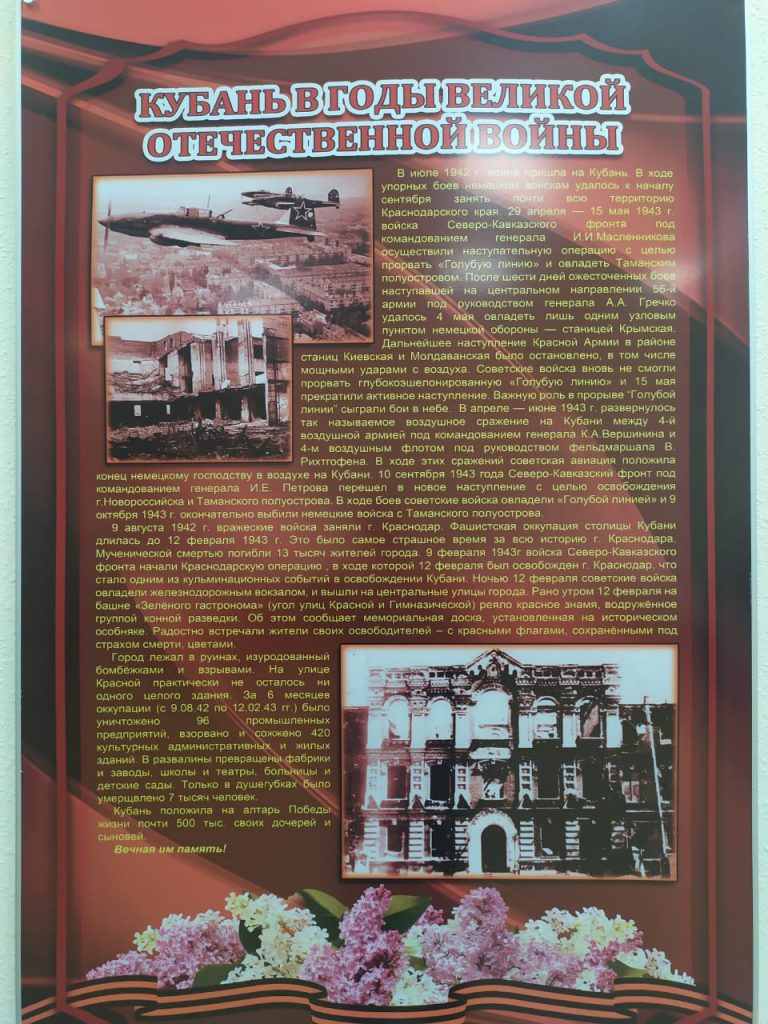 КУБАНЬ В ГОДЫ ВЕЛИКОЙ
ОТЕЧЕСТВЕННОЙ ВОЙНЫ
В июле 1942 г. война пришла на Кубань. В ходе
упорных боев немецким войскам удалось к началу
сентября занять почти всю территорию
Краснодарского края. 29 апреля — 15 мая 1943 г.
войска Северо-Кавказского фронта под
командованием генерала И.И.Масленникова
осуществили наступательную операцию с целью
прорвать «Голубую линию» и овладеть Таманским
полуостровом. После шести дней ожесточенных боев
наступавшей на центральном направлении 56-й
армии под руководством генерала А.А. Гречко
удалось 4 мая овладеть лишь одним узловым
пунктом немецкой обороны — станицей Крымская.
Дальнейшее наступление Красной Армии в районе
станиц Киевская и Молдаванская было остановлено, в том числе
мощными ударами с воздуха. Советские войска вновь не смогли
прорвать глубокоэшелонированную «Голубую линию» и 15 мая
прекратили активное наступление. Важную роль в прорыве "Голубой
линии" сыграли бои в небе. В апреле — июне 1943 г. развернулось
так называемое воздушное сражение на Кубани между 4-й
воздушной армией под командованием генерала К.А.Вершинина и
4-м воздушным флотом под руководством фельдмаршала В.
Рихтгофена. В ходе этих сражений советская авиация положила
конец немецкому господству в воздухе на Кубани. 10 сентября 1943 года Северо-Кавказский фронт под
командованием генерала И.Е. Петрова перешел в новое наступление с целью освобождения
г.Новороссийска и Таманского полуострова. В ходе боев советские войска овладели «Голубой линией» и 9
октября 1943 г. окончательно выбили немецкие войска с Таманского полуострова.
9 августа 1942 г. вражеские войска заняли г. Краснодар. Фашистская оккупация столицы Кубани
длилась до 12 февраля 1943 г. Это было самое страшное время за всю историю г. Краснодара.
Мученической смертью погибли 13 тысяч жителей города. 9 февраля 1943г войска Северо-Кавказского
фронта начали Краснодарскую операцию , в ходе которой 12 февраля был освобожден г. Краснодар, что
стало одним из кульминационных событий в освобождении Кубани. Ночью 12 февраля советские войска
овладели железнодорожным вокзалом, и вышли на центральные улицы города. Рано утром 12 февраля на
башне «Зелёного гастронома» (угол улиц Красной и Гимназической) реяло красное знамя, водружённое
группой конной разведки. Об этом сообщает мемориальная доска, установленная на историческом
особняке. Радостно встречали жители своих освободителей – с красными флагами, сохранёнными под
страхом смерти, цветами.
Город лежал в руинах, изуродованный
бомбёжками и взрывами. На улице
Красной практически не осталось ни
одного целого здания. За 6 месяцев
оккупации (с 9.08.42 по 12.02.43 гг.) было
уничтожено 96 промышленных
предприятий, взорвано и сожжено 420
культурных административных и жилых
зданий. В развалины превращены фабрики
и заводы, школы и театры, больницы и
детские сады. Только в душегубках было
умерщвлено 7 тысяч человек.
Кубань положила на алтарь Победы
жизни почти 500 тыс. своих дочерей и
сыновей.
Вечная им память!